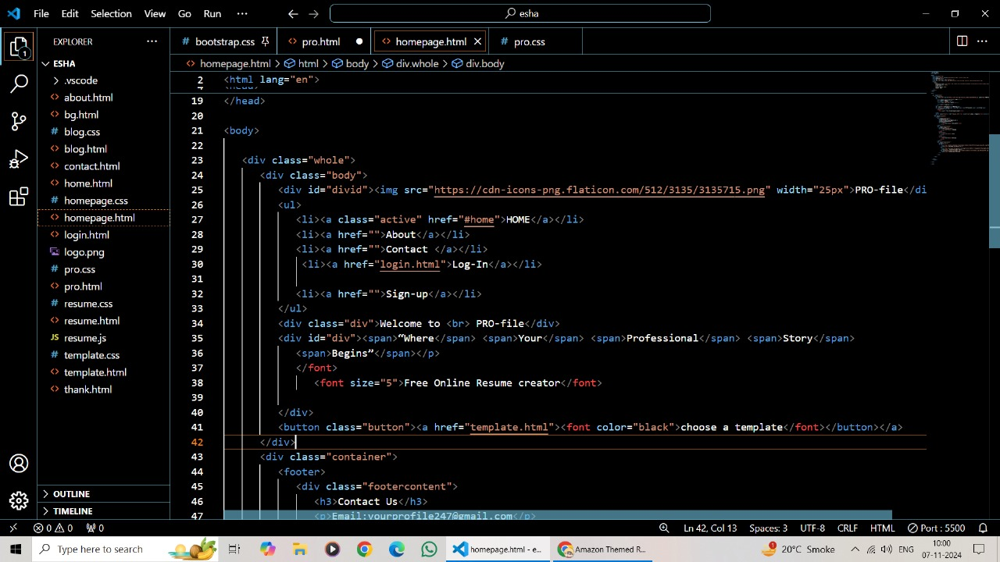 File Edit Selection View Go Run ··· esha
EXPLORER ···
bootstrap.css pro.html homepage.html pro.css
homepage.html > html > body > div.whole > div.body
ESHA
.vscode
about.html
bg.html
blog.css
blog.html
contact.html
home.html
homepage.css
homepage.html
login.html
logo.png
pro.css
pro.html
resume.css
resume.html
resume.js
template.css
template.html
thank.html
OUTLINE
TIMELINE
2 <html lang="en">
19 </head>
20
21 <body>
22
23 <div class="whole">
24 <div class="body">
25 <div id="divid"><img src="https://cdn-icons-png.flaticon.com/512/3135/3135715.png" width="25px">PRO-file</di
26 <ul>
27 <li><a class="active" href="#home">HOME</a></li>
28 <li><a href="">About</a></li>
29 <li><a href="">Contact </a></li>
30 <li><a href="login.html">Log-In</a></li>
31
32 <li><a href="">Sign-up</a></li>
33 </ul>
34 <div class="div">Welcome to <br> PRO-file</div>
35 <div id="div"><span>“Where</span> <span>Your</span> <span>Professional</span> <span>Story</span>
36 <span>Begins”</span></p>
37 </font>
38 <font size="5">Free Online Resume creator</font>
39
40 </div>
41 <button class="button"><a href="template.html"><font color="black">choose a template</font></button></a>
42 </div>
43 <div class="container">
44 <footer>
45 <div class="footercontent">
46 <h3>Contact Us</h3>
47 <p>Email:yourprofile247@gmail.com</p>
0 0 0 Ln 42, Col 13 Spaces: 3 UTF-8 CRLF HTML Port : 5500
Type here to search homepage.html - e... Amazon Themed R... 20°C Smoke ENG 10:00
07-11-2024